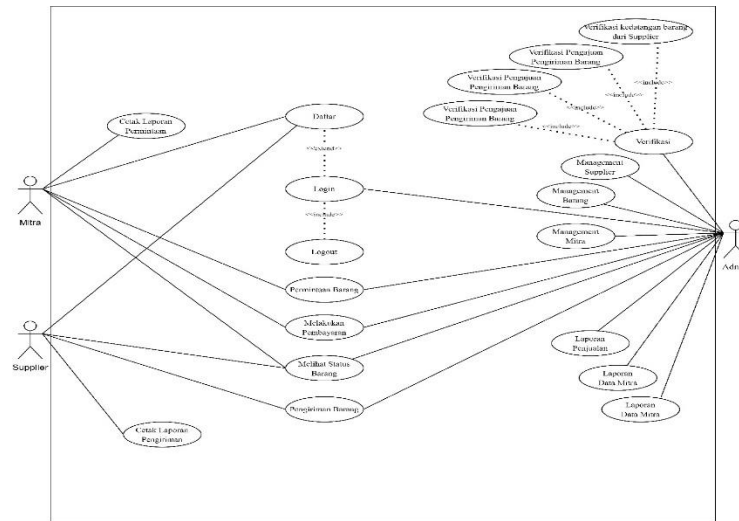 Verifikasi kedatangan barang
dari Supplier
Verifikasi Pengajuan
Pengiriman Barang
Verifikasi Pengajuan
Pengiriman Barang
Verifikasi Pengajuan
Pengiriman Barang
<<include>>
<<include>>
<<include>>
<<include>>
Verifikasi
Cetak Laporan
Permintaan
Daftar
<<extend>>
Login
<<include>>
Logout
Management
Supplier
Management
Barang
Management
Mitra
Mitra
Adm
Permintaan Barang
Melakukan
Pembayaran
Melihat Status
Barang
Pengiriman Barang
Supplier
Cetak Laporan
Pengiriman
Laporan
Penjualan
Laporan
Data Mitra
Laporan
Data Mitra